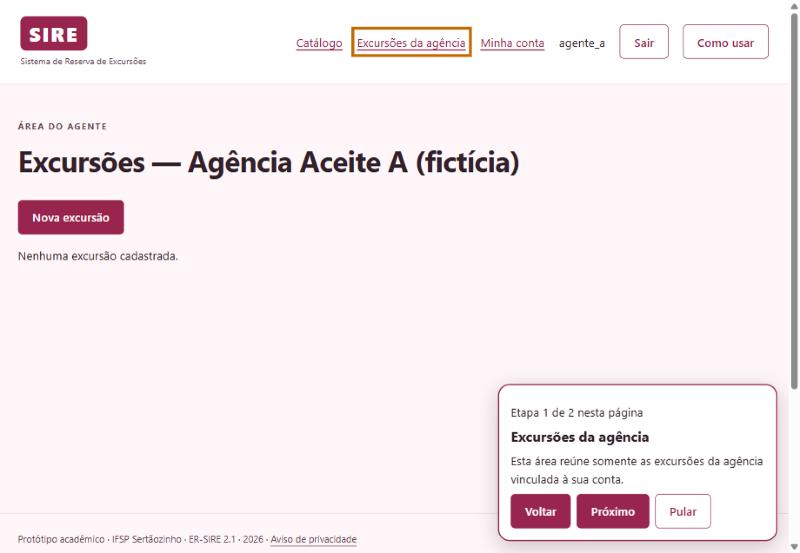 SIRE
Sistema de Reserva de Excursões
Catálogo Excursões da agência Minha conta agente_a Sair Como usar
ÁREA DO AGENTE
Excursões — Agência Aceite A (fictícia)
Nova excursão
Nenhuma excursão cadastrada.
Etapa 1 de 2 nesta página
Excursões da agência
Esta área reúne somente as excursões da agência
vinculada à sua conta.
Voltar Próximo Pular
Protótipo acadêmico · IFSP Sertãozinho · ER-SIRE 2.1 · 2026 · Aviso de privacidade